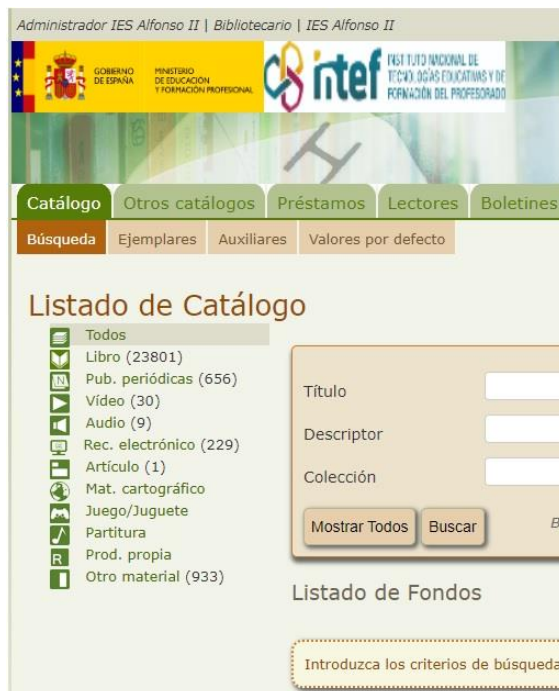 Administrador IES Alfonso II | Bibliotecario | IES Alfonso II
GOBIERNO DE ESPAÑA
MINISTERIO DE EDUCACIÓN Y FORMACIÓN PROFESIONAL
intef
INSTITUTO NACIONAL DE
TECNOLOGÍAS EDUCATIVAS Y DE
FORMACIÓN DEL PROFESORADO
Catálogo Otros catálogos Préstamos Lectores Boletines
Búsqueda Ejemplares Auxiliares Valores por defecto
Listado de Catálogo
Todos
Libro (23801)
Pub. periódicas (656)
Vídeo (30)
Audio (9)
Rec. electrónico (229)
Artículo (1)
Mat. cartográfico
Juego/Juguete
Partitura
Prod. propia
Otro material (933)
Título
Descriptor
Colección
Mostrar Todos Buscar
Listado de Fondos
Introduzca los criterios de búsqueda